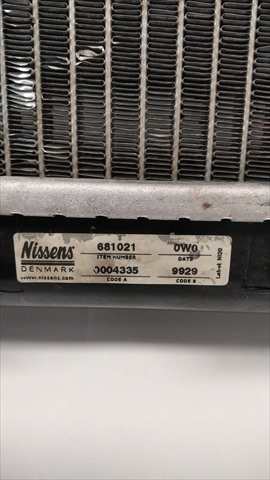 Nissens
DENMARK
www.nissens.com
681021
ITEM NUMBER
0004335
CODE A
0W0
DATE
9929
CODE B